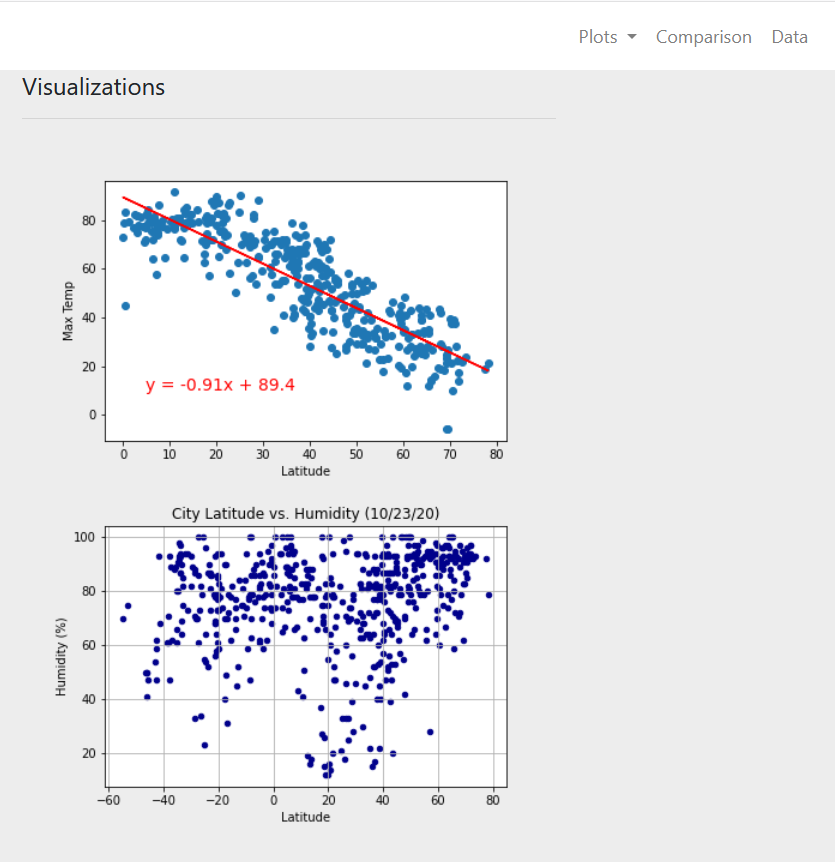 Plots Comparison Data
Visualizations
80
60
40
20
0
Max Temp
y = -0.91x + 89.4
0 10 20 30 40 50 60 70 80
Latitude
City Latitude vs. Humidity (10/23/20)
100
80
60
40
20
Humidity (%)
−60 −40 −20 0 20 40 60 80
Latitude